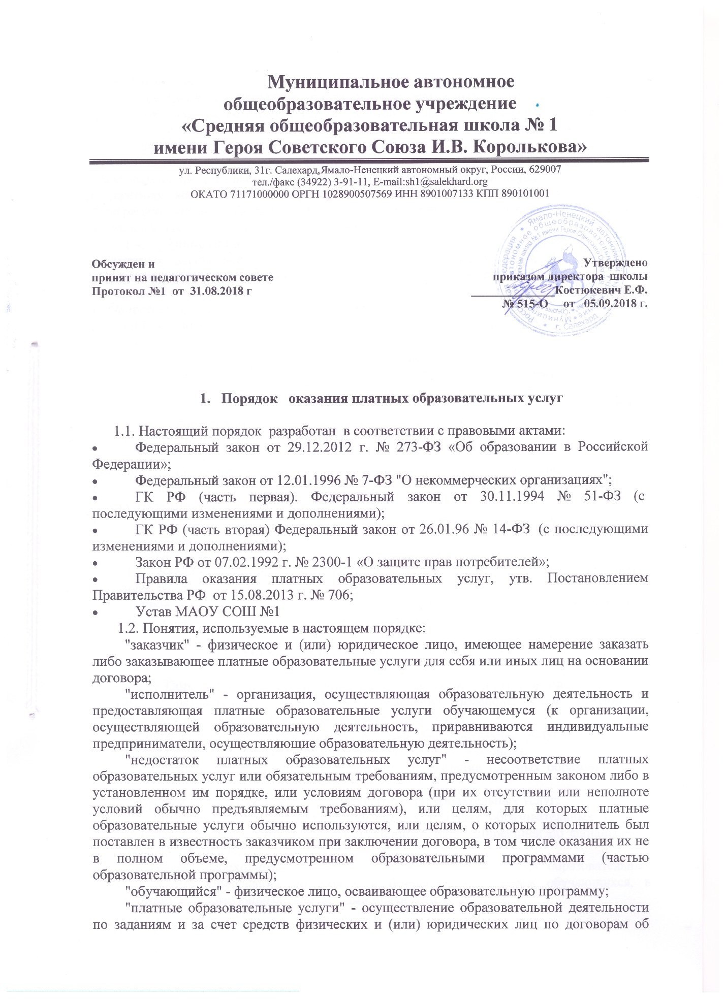 Муниципальное автономное
общеобразовательное учреждение
«Средняя общеобразовательная школа № 1
имени Героя Советского Союза И.В. Королькова»
ул. Республики, 31г. Салехард,Ямало-Ненецкий автономный округ, России, 629007
тел./факс (34922) 3-91-11, E-mail:sh1@salekhard.org
ОКАТО 71171000000 ОРГН 1028900507569 ИНН 8901007133 КПП 890101001
Обсужден и
принят на педагогическом совете
Протокол №1 от 31.08.2018 г
Утверждено
приказом директора школы
______________Костюкевич Е.Ф.
№ 515-О от 05.09.2018 г.
Ямало-Ненецкий автономный
г. Салехард
1. Порядок оказания платных образовательных услуг
1.1. Настоящий порядок разработан в соответствии с правовыми актами:
• Федеральный закон от 29.12.2012 г. № 273-ФЗ «Об образовании в Российской
Федерации»;
• Федеральный закон от 12.01.1996 № 7-ФЗ "О некоммерческих организациях";
• ГК РФ (часть первая). Федеральный закон от 30.11.1994 № 51-ФЗ (с
последующими изменениями и дополнениями);
• ГК РФ (часть вторая) Федеральный закон от 26.01.96 № 14-ФЗ (с последующими
изменениями и дополнениями);
• Закон РФ от 07.02.1992 г. № 2300-1 «О защите прав потребителей»;
• Правила оказания платных образовательных услуг, утв. Постановлением
Правительства РФ от 15.08.2013 г. № 706;
• Устав МАОУ СОШ №1
1.2. Понятия, используемые в настоящем порядке:
"заказчик" - физическое и (или) юридическое лицо, имеющее намерение заказать
либо заказывающее платные образовательные услуги для себя или иных лиц на основании
договора;
"исполнитель" - организация, осуществляющая образовательную деятельность и
предоставляющая платные образовательные услуги обучающемуся (к организации,
осуществляющей образовательную деятельность, приравниваются индивидуальные
предприниматели, осуществляющие образовательную деятельность);
"недостаток платных образовательных услуг" - несоответствие платных
образовательных услуг или обязательным требованиям, предусмотренным законом либо в
установленном им порядке, или условиям договора (при их отсутствии или неполноте
условий обычно предъявляемым требованиям), или целям, для которых платные
образовательные услуги обычно используются, или целям, о которых исполнитель был
поставлен в известность заказчиком при заключении договора, в том числе оказания их не
в полном объеме, предусмотренном образовательными программами (частью
образовательной программы);
"обучающийся" - физическое лицо, осваивающее образовательную программу;
"платные образовательные услуги" - осуществление образовательной деятельности
по заданиям и за счет средств физических и (или) юридических лиц по договорам об